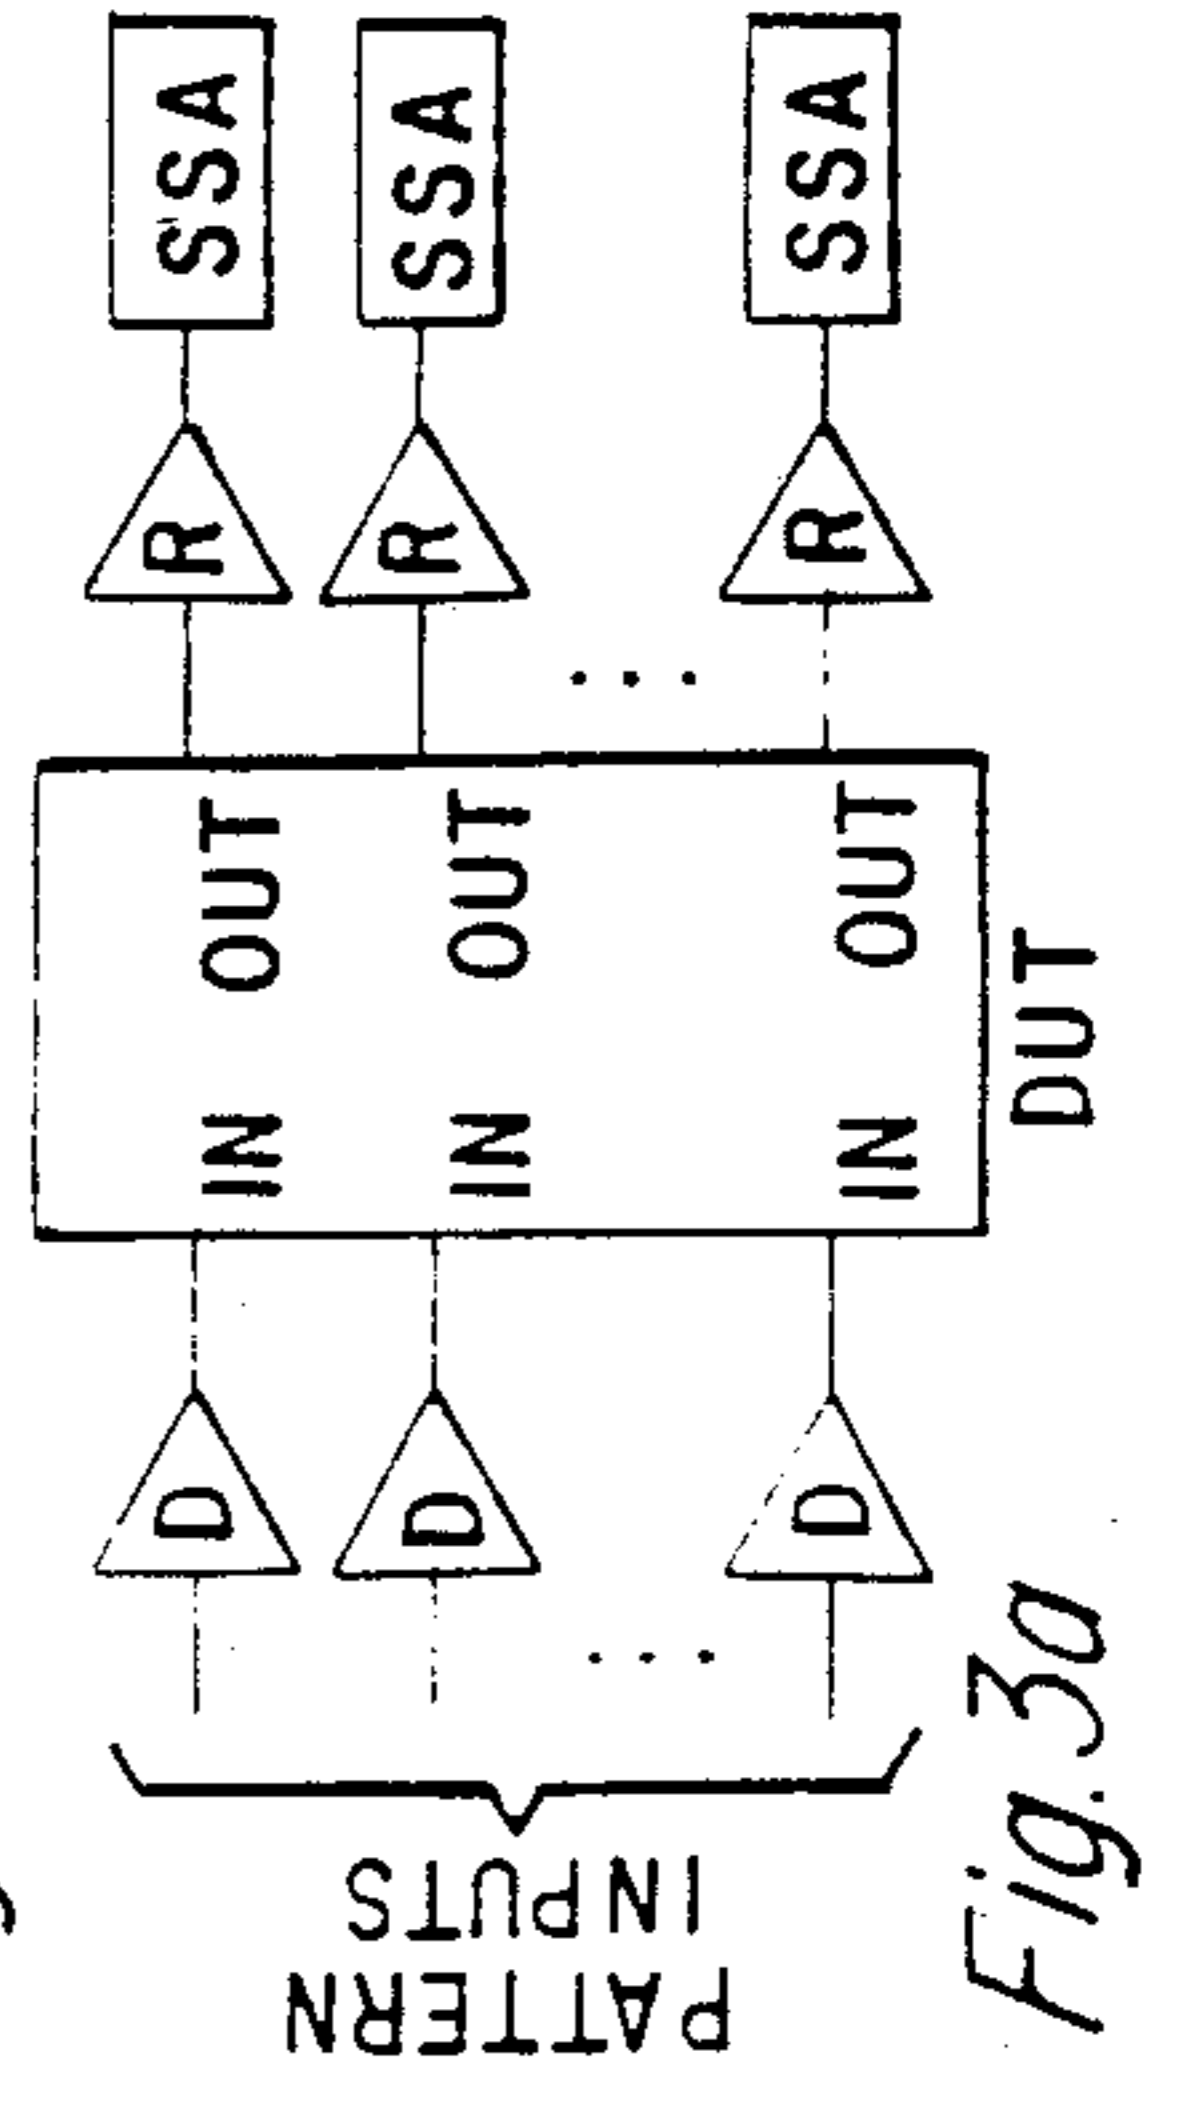 PATTERN
INPUTS
D IN OUT R SSA
D IN OUT R SSA
D IN OUT R SSA
DUT
Fig. 3a